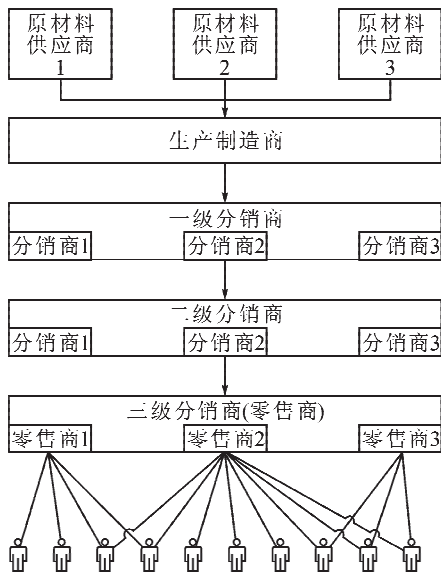 原材料
供应商
1
原材料
供应商
2
原材料
供应商
3
生产制造商
一级分销商
分销商1
分销商2
分销商3
二级分销商
分销商1
分销商2
分销商3
三级分销商(零售商)
零售商1
零售商2
零售商3